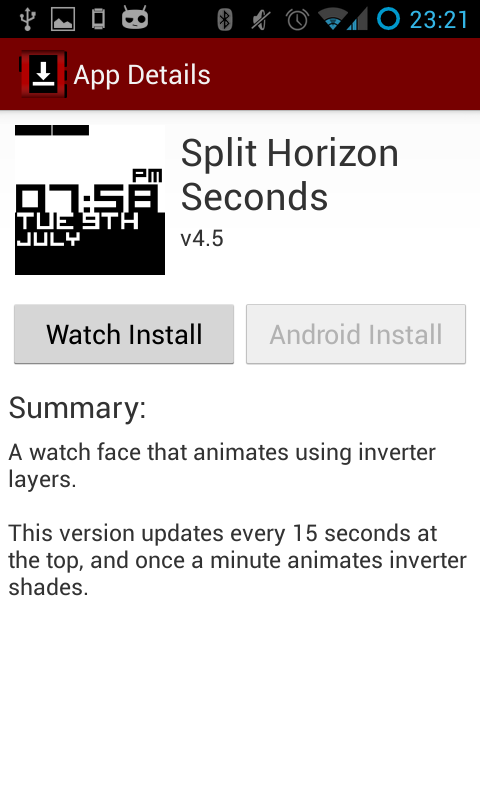 23:21
App Details
PM
07:58
TUE 9TH
JULY
Split Horizon
Seconds
v4.5
Watch Install
Android Install
Summary:
A watch face that animates using inverter
layers.
This version updates every 15 seconds at
the top, and once a minute animates inverter
shades.